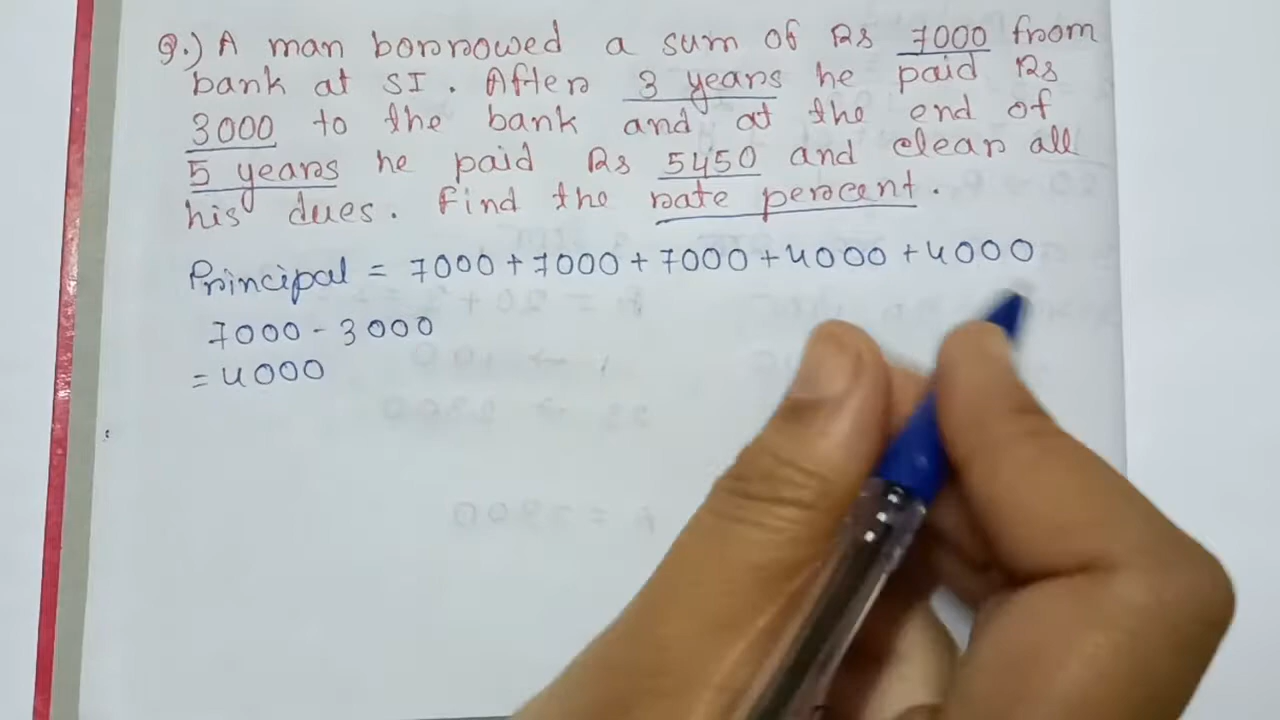 Q.) A man borrowed a sum of Rs 7000 from
bank at SI. After 3 years he paid Rs
3000 to the bank and at the end of
5 years he paid Rs 5450 and clear all
his dues. Find the rate percent.
Principal = 7000 + 7000 + 7000 + 4000 + 4000
7000 - 3000
= 4000